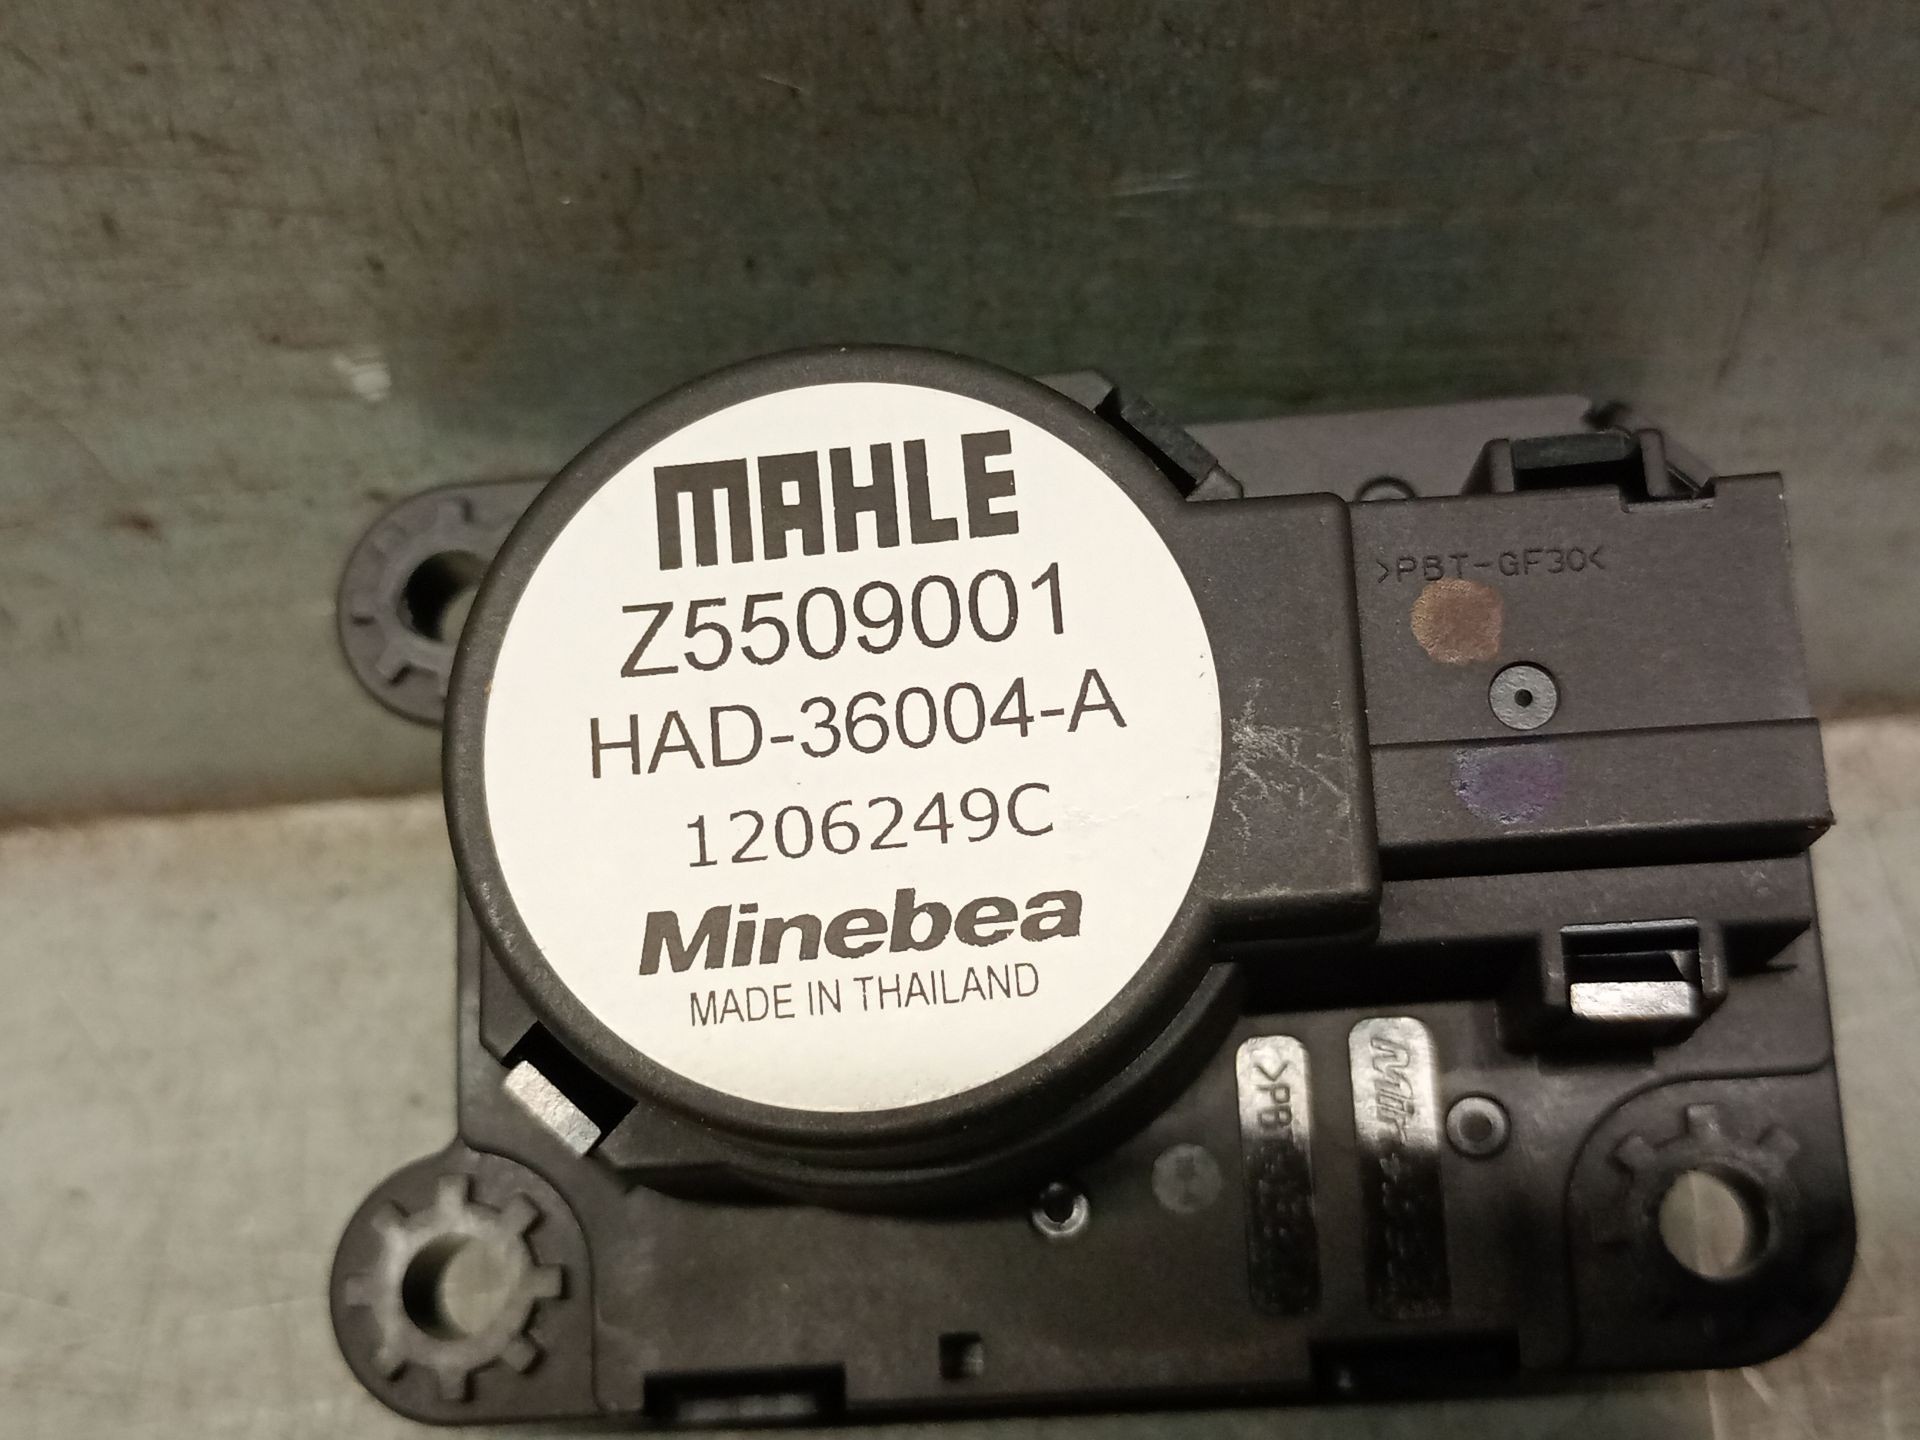 MAHLE
Z5509001
HAD-36004-A
1206249C
Minebea
MADE IN THAILAND
>PBT-GF30<